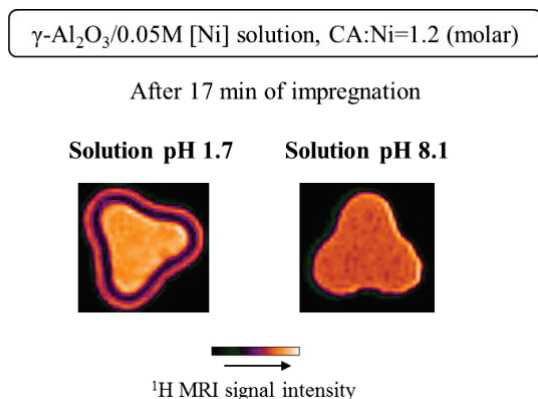 γ-Al₂O₃/0.05M [Ni] solution, CA:Ni=1.2 (molar)
After 17 min of impregnation
Solution pH 1.7 Solution pH 8.1
¹H MRI signal intensity